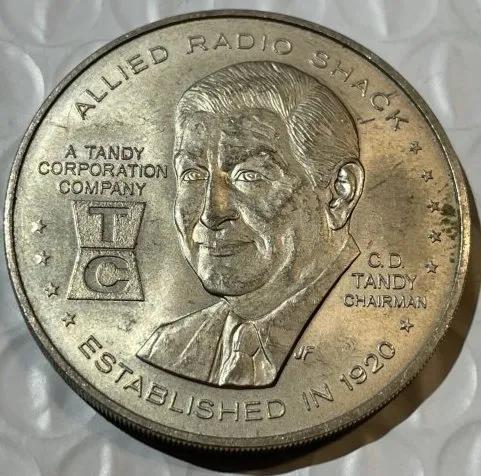 ALLIED RADIO SHACK
A TANDY
CORPORATION
COMPANY
T
C
C.D.
TANDY
CHAIRMAN
JF
ESTABLISHED IN 1920